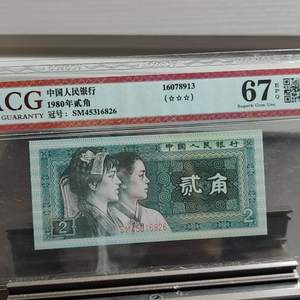 ACG
GUARANTY
中国人民银行
1980年贰角
冠号: SM45316826
16078913
(☆☆☆)
67 EPQ
Superb Gem Unc
中国人民银行
贰角
2
2
SM45316826